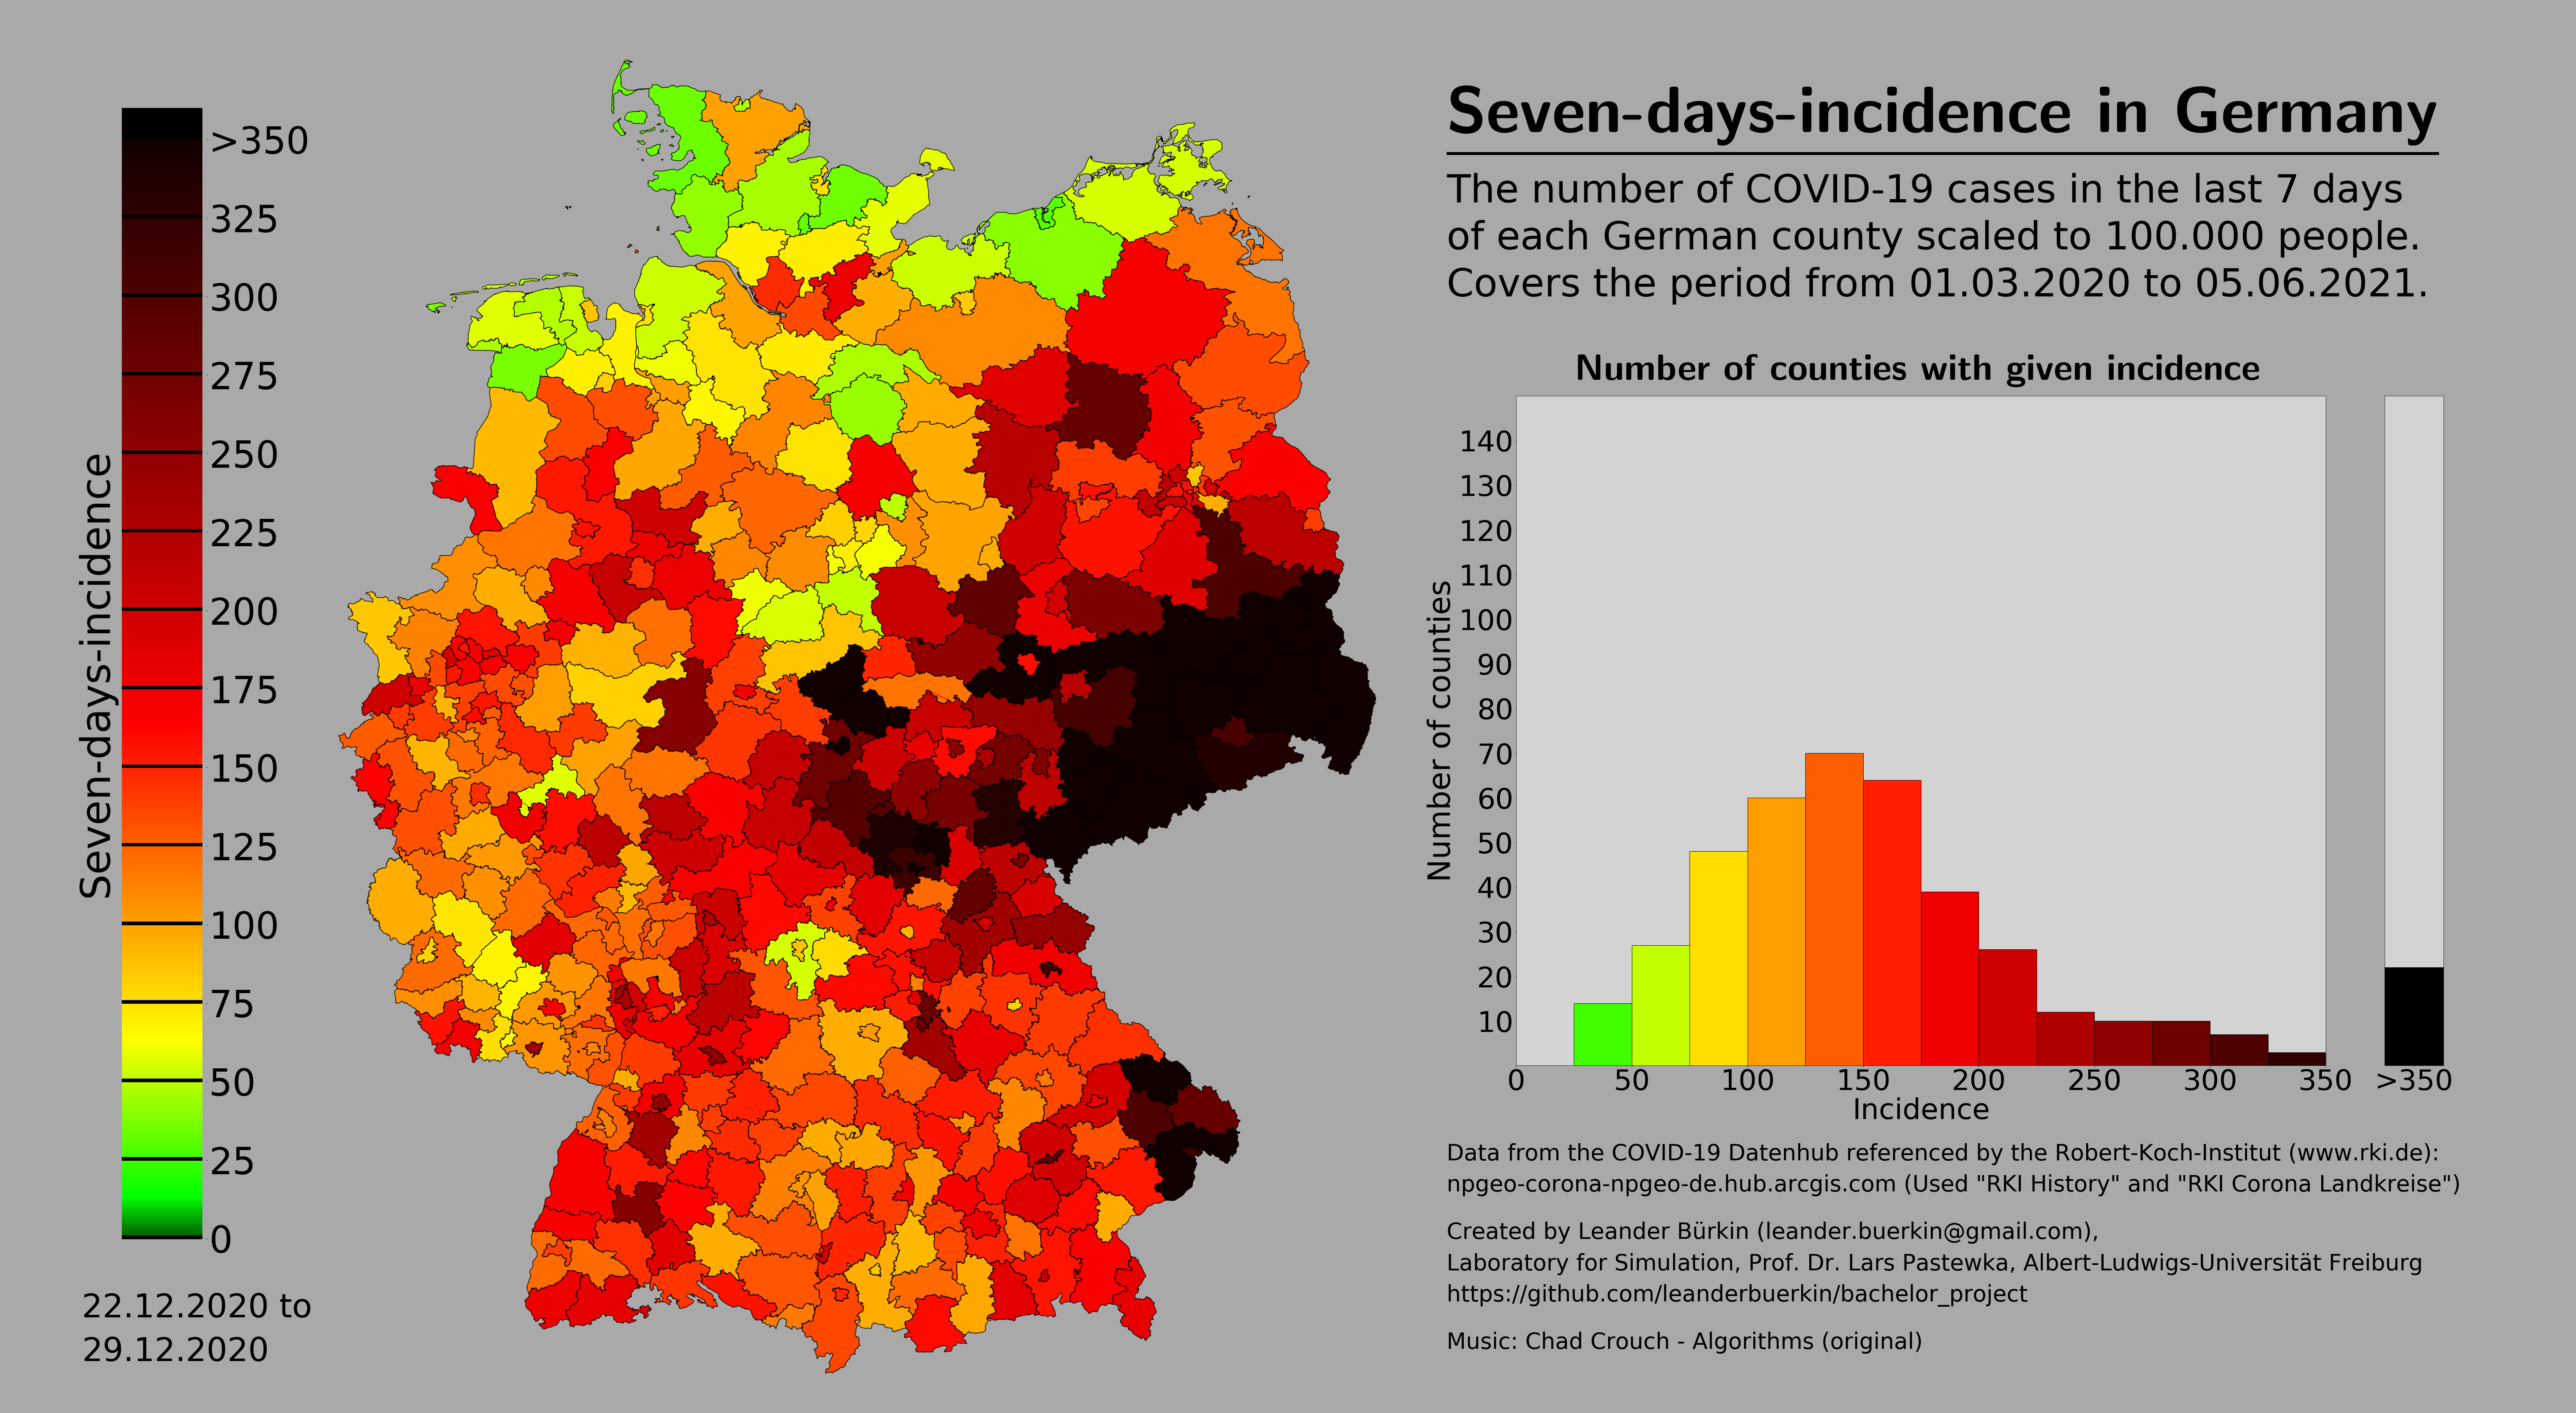 Seven-days-incidence in Germany
The number of COVID-19 cases in the last 7 days
of each German county scaled to 100.000 people.
Covers the period from 01.03.2020 to 05.06.2021.
>350
325
300
275
250
225
200
175
150
125
100
75
50
25
0
Seven-days-incidence
22.12.2020 to
29.12.2020
Number of counties with given incidence
140
130
120
110
100
90
80
70
60
50
40
30
20
10
Number of counties
0 50 100 150 200 250 300 350 >350
Incidence
Data from the COVID-19 Datenhub referenced by the Robert-Koch-Institut (www.rki.de):
npgeo-corona-npgeo-de.hub.arcgis.com (Used "RKI History" and "RKI Corona Landkreise")
Created by Leander Bürkin (leander.buerkin@gmail.com),
Laboratory for Simulation, Prof. Dr. Lars Pastewka, Albert-Ludwigs-Universität Freiburg
https://github.com/leanderbuerkin/bachelor_project
Music: Chad Crouch - Algorithms (original)